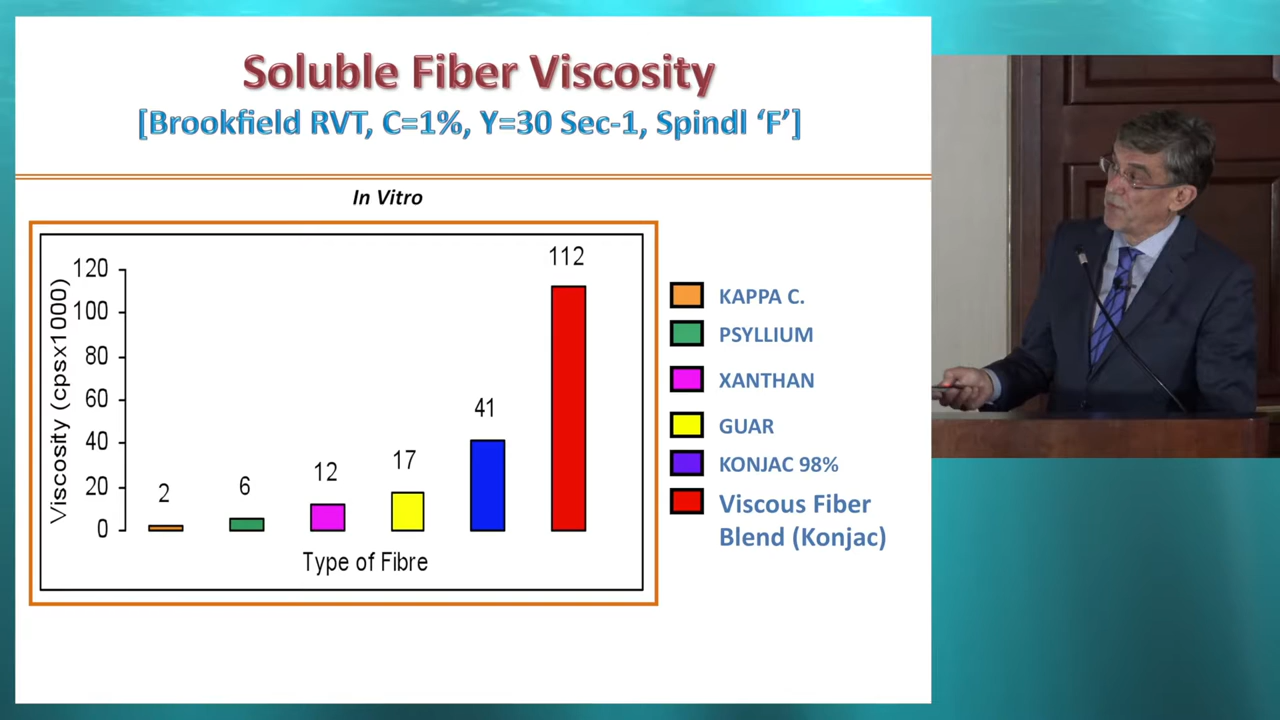 Soluble Fiber Viscosity
[Brookfield RVT, C=1%, Y=30 Sec-1, Spindl ‘F’]
In Vitro
Viscosity (cpsx1000)
120
100
80
60
40
20
0
2
6
12
17
41
112
Type of Fibre
KAPPA C.
PSYLLIUM
XANTHAN
GUAR
KONJAC 98%
Viscous Fiber
Blend (Konjac)